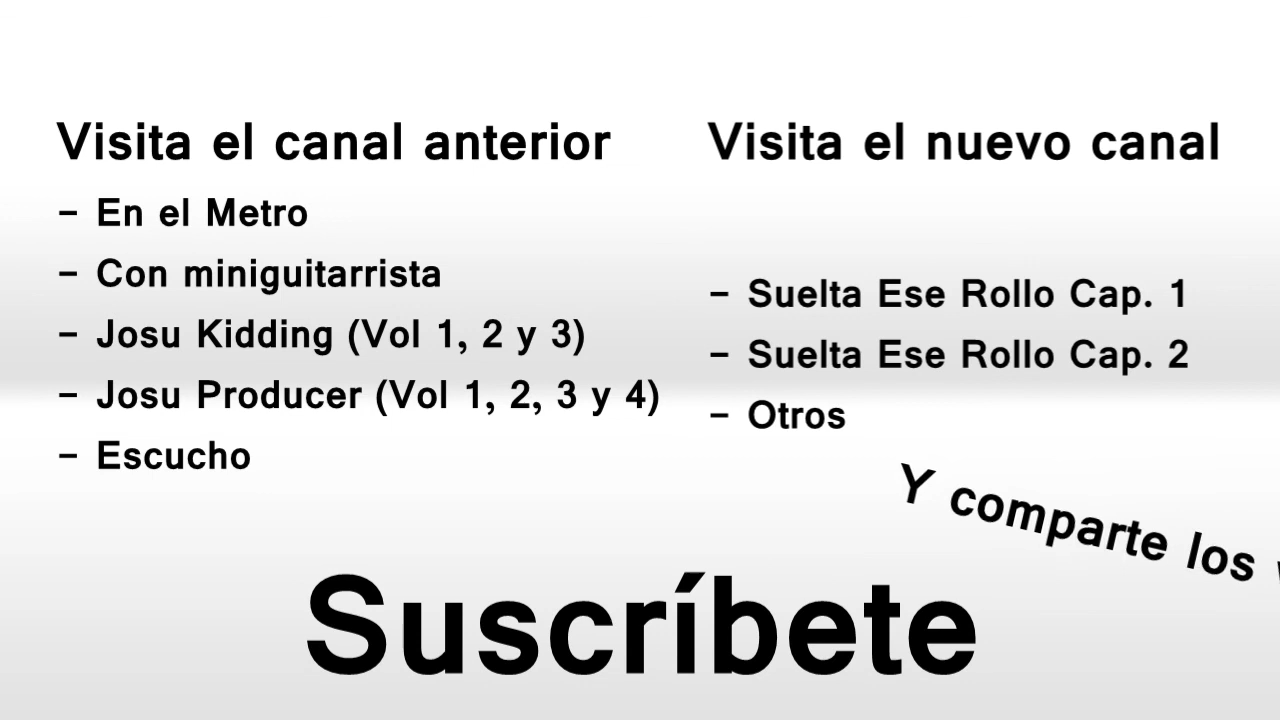 Visita el canal anterior
- En el Metro
- Con miniguitarrista
- Josu Kidding (Vol 1, 2 y 3)
- Josu Producer (Vol 1, 2, 3 y 4)
- Escucho
Visita el nuevo canal
- Suelta Ese Rollo Cap. 1
- Suelta Ese Rollo Cap. 2
- Otros
Y comparte los
Suscríbete